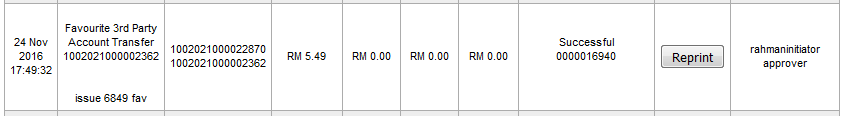 24 Nov
2016
17:49:32
Favourite 3rd Party
Account Transfer
1002021000002362
issue 6849 fav
1002021000022870
1002021000002362
RM 5.49
RM 0.00
RM 0.00
RM 0.00
Successful
0000016940
Reprint
rahmaninitiator
approver